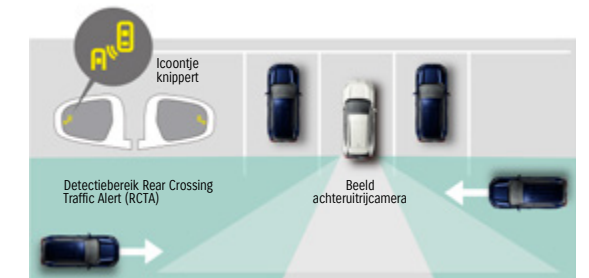 Icoontje
knippert
Detectiebereik Rear Crossing
Traffic Alert (RCTA)
Beeld
achteruitrijcamera